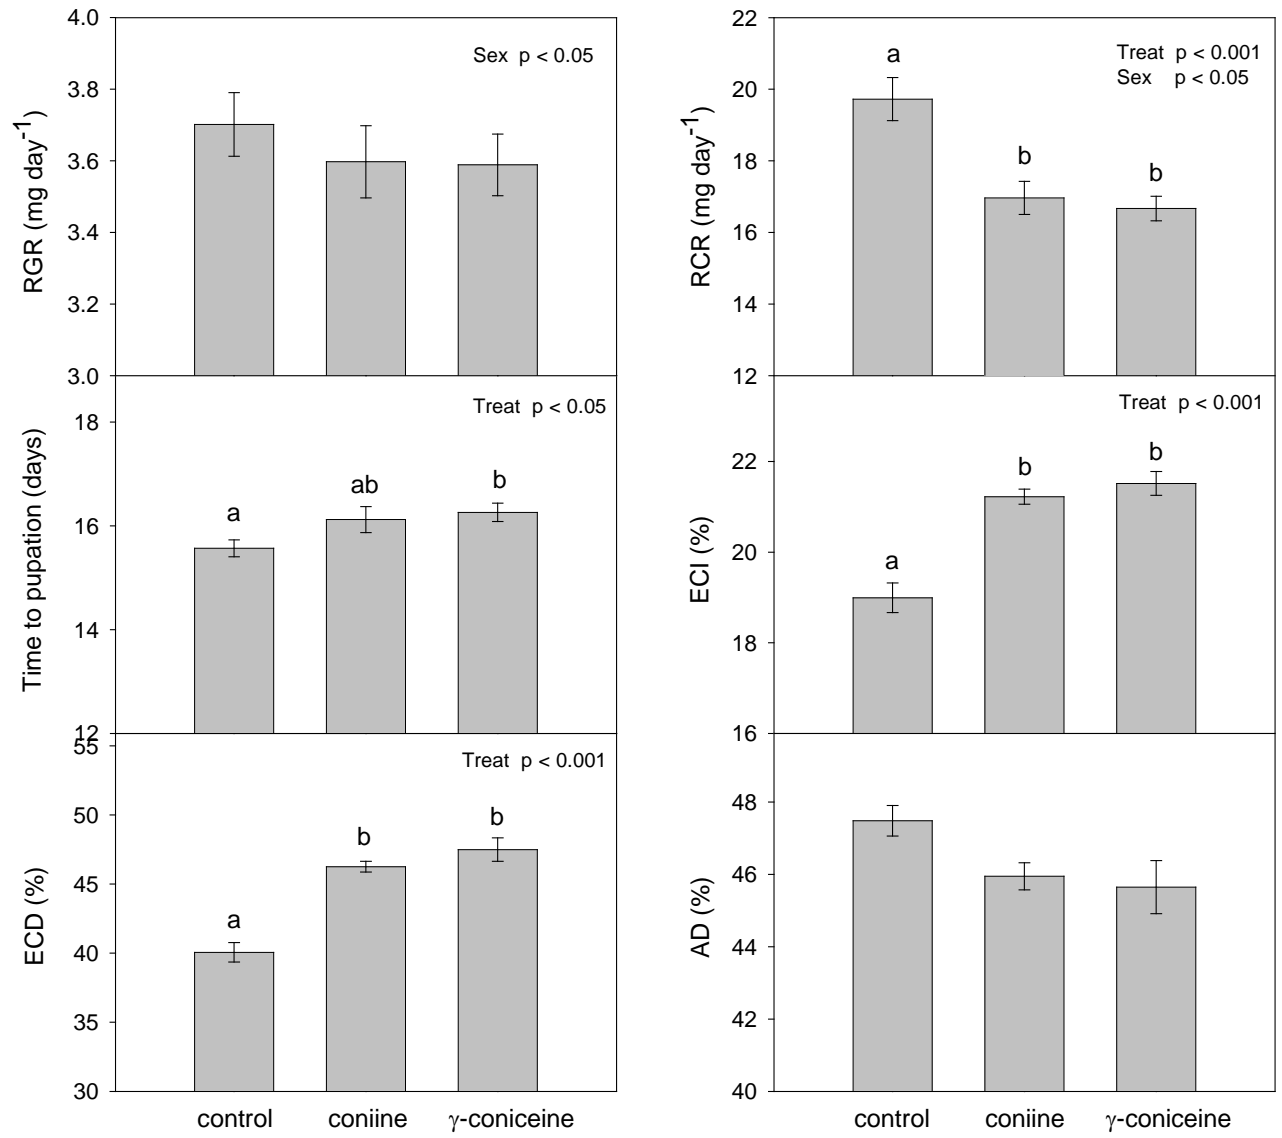 4.0
3.8
3.6
3.4
3.2
3.0
RGR (mg day⁻¹)
Sex p < 0.05
22
20
18
16
14
12
RCR (mg day⁻¹)
Treat p < 0.001
Sex p < 0.05
a
b
b
18
16
14
12
Time to pupation (days)
Treat p < 0.05
a
ab
b
22
20
18
16
ECI (%)
Treat p < 0.001
a
b
b
55
50
45
40
35
30
ECD (%)
Treat p < 0.001
a
b
b
control coniine γ-coniceine
48
46
44
42
40
AD (%)
control coniine γ-coniceine